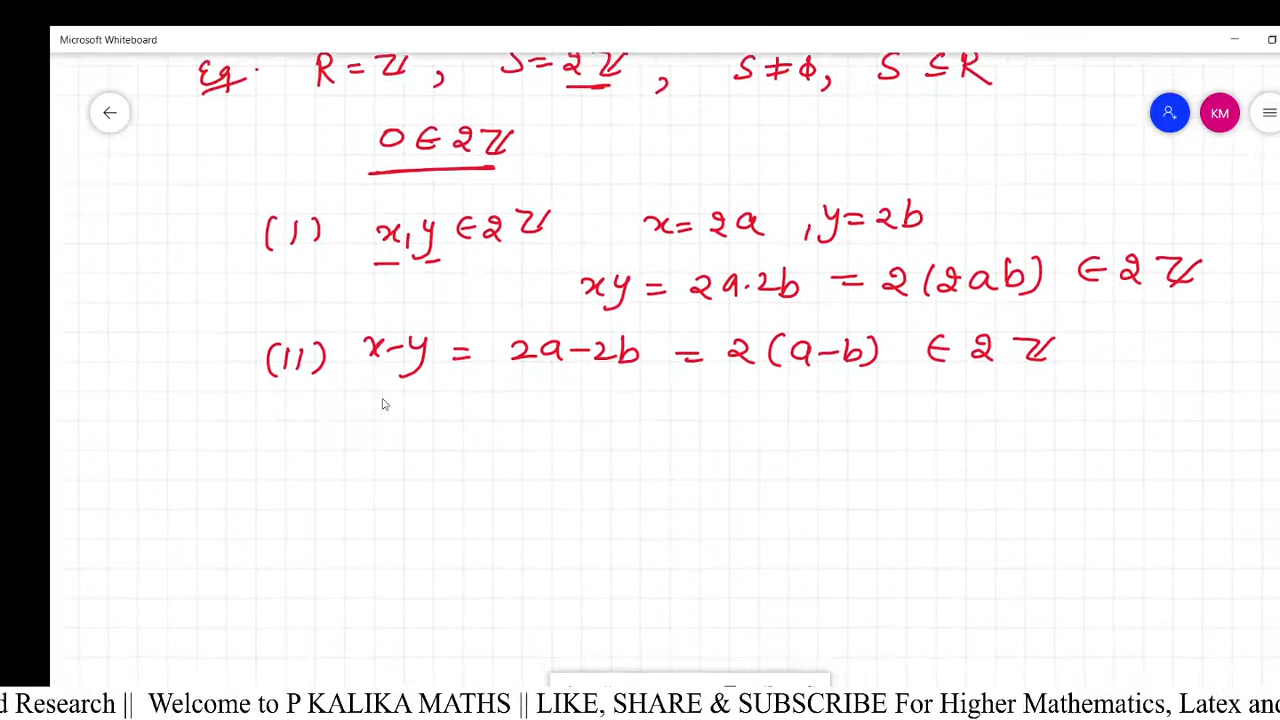 Microsoft Whiteboard
Eg. R = ℤ, S = 2ℤ, S ≠ ϕ, S ⊆ R
0 ∈ 2ℤ
KM
(I) x, y ∈ 2ℤ x = 2a, y = 2b
xy = 2a·2b = 2(2ab) ∈ 2ℤ
(II) x-y = 2a-2b = 2(a-b) ∈ 2ℤ
d Research || Welcome to P KALIKA MATHS || LIKE, SHARE & SUBSCRIBE For Higher Mathematics, Latex and